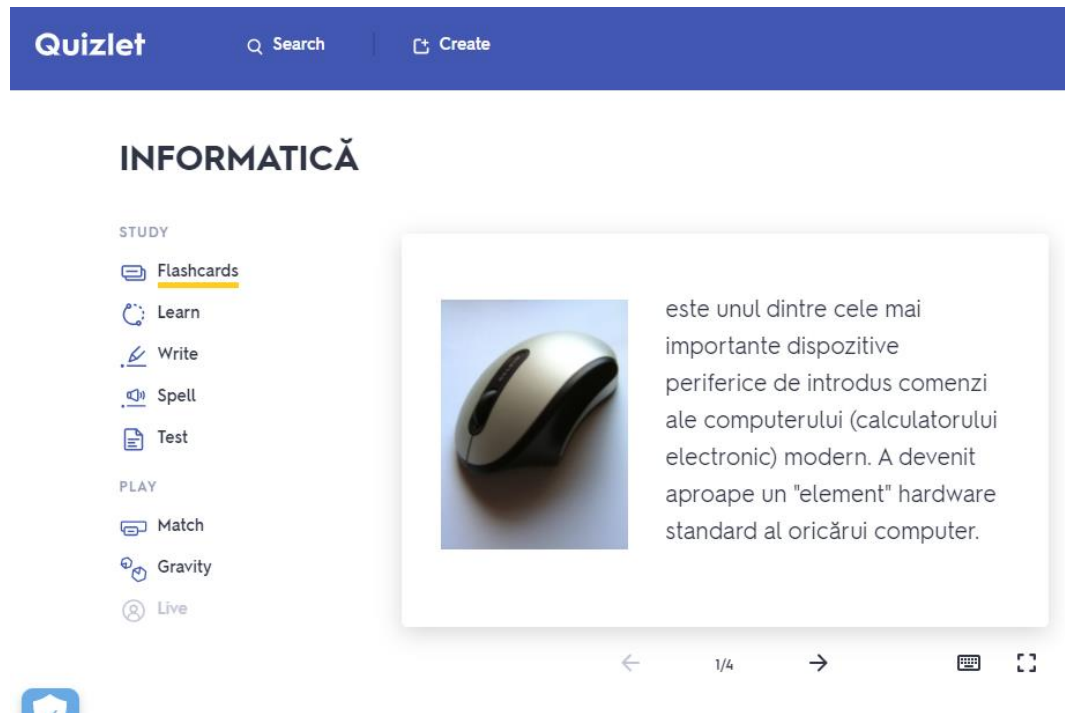 Quizlet
Search
Create
INFORMATICĂ
STUDY
Flashcards
Learn
Write
Spell
Test
PLAY
Match
Gravity
Live
este unul dintre cele mai
importante dispozitive
periferice de introdus comenzi
ale computerului (calculatorului
electronic) modern. A devenit
aproape un "element" hardware
standard al oricărui computer.
1/4